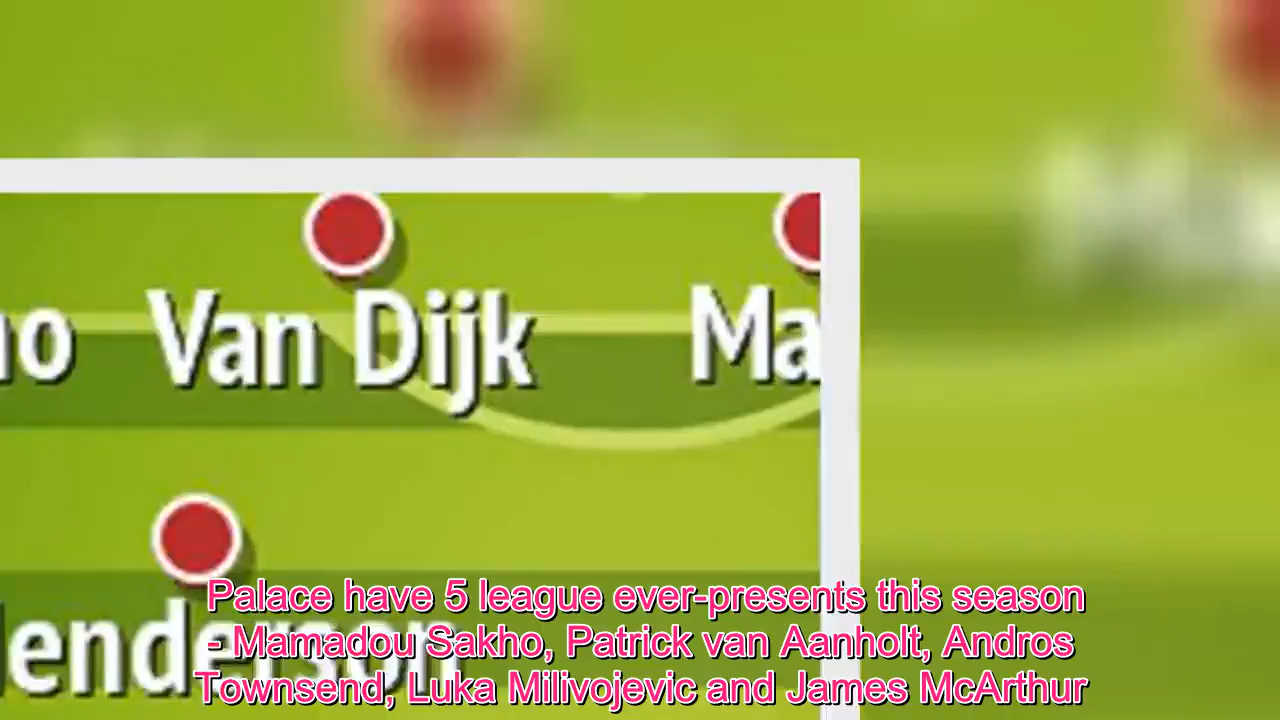 Van Dijk
Palace have 5 league ever-presents this season
- Mamadou Sakho, Patrick van Aanholt, Andros
Townsend, Luka Milivojevic and James McArthur